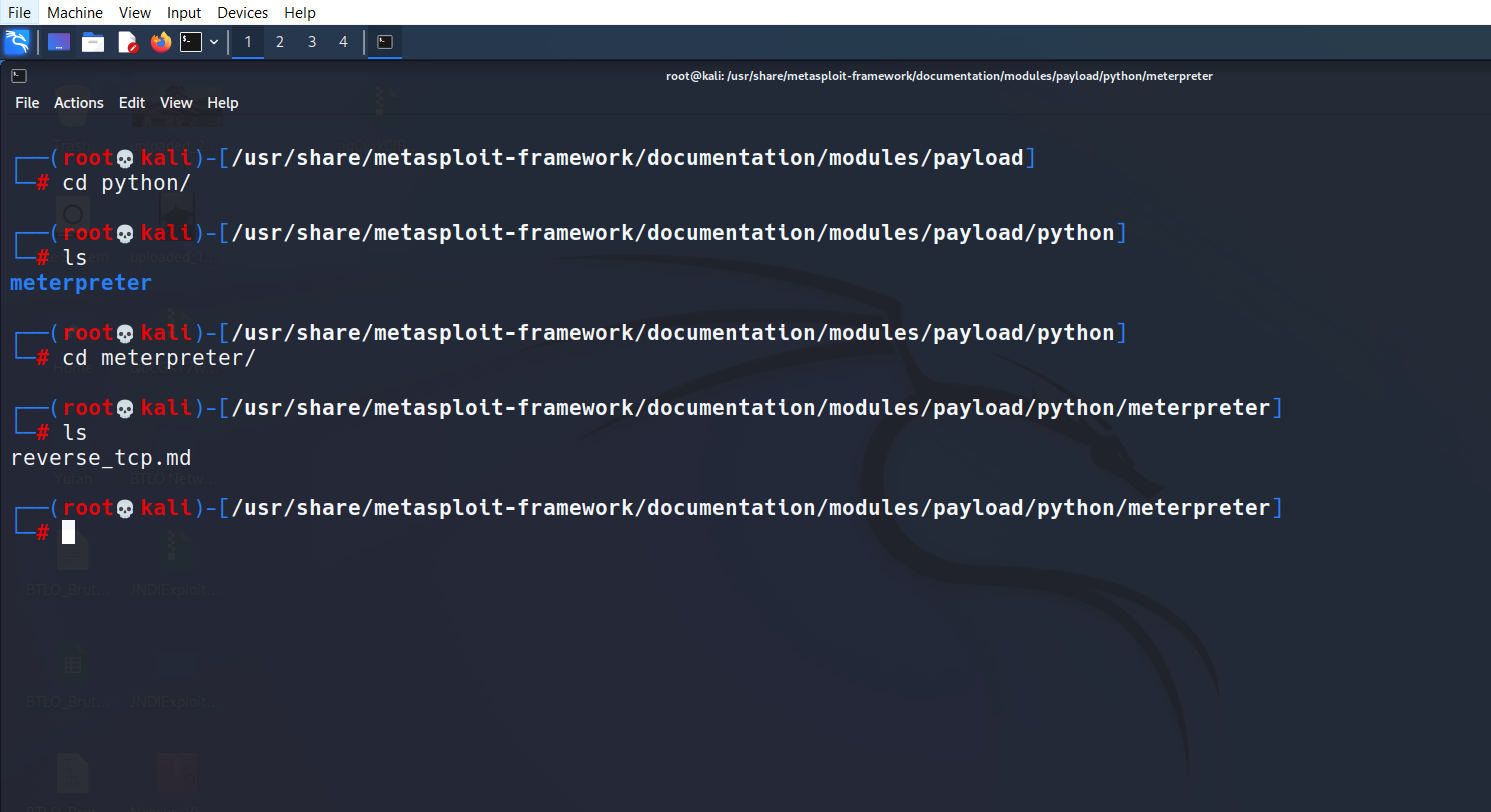 File Machine View Input Devices Help
1 2 3 4
root@kali: /usr/share/metasploit-framework/documentation/modules/payload/python/meterpreter
File Actions Edit View Help
┌──(root💀kali)-[/usr/share/metasploit-framework/documentation/modules/payload]
└─# cd python/
┌──(root💀kali)-[/usr/share/metasploit-framework/documentation/modules/payload/python]
└─# ls
meterpreter
┌──(root💀kali)-[/usr/share/metasploit-framework/documentation/modules/payload/python]
└─# cd meterpreter/
┌──(root💀kali)-[/usr/share/metasploit-framework/documentation/modules/payload/python/meterpreter]
└─# ls
reverse_tcp.md
┌──(root💀kali)-[/usr/share/metasploit-framework/documentation/modules/payload/python/meterpreter]
└─#
BTLO Netw...
BTLO_Brut... JNDIExploit...
BTLO_Brut... JNDIExploit...